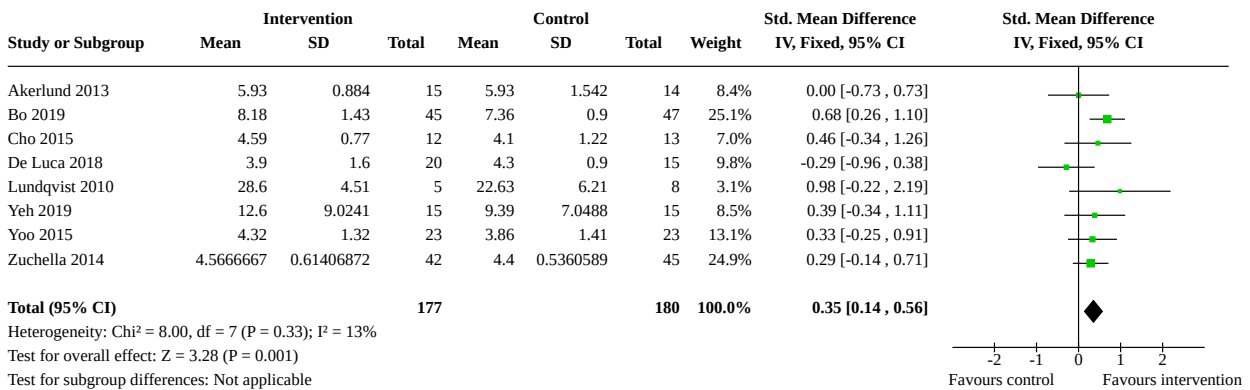 Intervention Control Std. Mean Difference Std. Mean Difference
Study or Subgroup Mean SD Total Mean SD Total Weight IV, Fixed, 95% CI IV, Fixed, 95% CI
Akerlund 2013 5.93 0.884 15 5.93 1.542 14 8.4% 0.00 [-0.73 , 0.73]
Bo 2019 8.18 1.43 45 7.36 0.9 47 25.1% 0.68 [0.26 , 1.10]
Cho 2015 4.59 0.77 12 4.1 1.22 13 7.0% 0.46 [-0.34 , 1.26]
De Luca 2018 3.9 1.6 20 4.3 0.9 15 9.8% -0.29 [-0.96 , 0.38]
Lundqvist 2010 28.6 4.51 5 22.63 6.21 8 3.1% 0.98 [-0.22 , 2.19]
Yeh 2019 12.6 9.0241 15 9.39 7.0488 15 8.5% 0.39 [-0.34 , 1.11]
Yoo 2015 4.32 1.32 23 3.86 1.41 23 13.1% 0.33 [-0.25 , 0.91]
Zuchella 2014 4.5666667 0.61406872 42 4.4 0.5360589 45 24.9% 0.29 [-0.14 , 0.71]
Total (95% CI) 177 180 100.0% 0.35 [0.14 , 0.56]
Heterogeneity: Chi² = 8.00, df = 7 (P = 0.33); I² = 13%
Test for overall effect: Z = 3.28 (P = 0.001)
-2 -1 0 1 2
Test for subgroup differences: Not applicable
Favours control Favours intervention